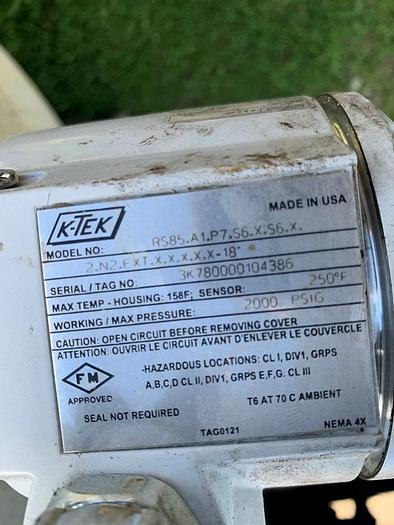 K-TEK
MADE IN USA
MODEL NO: RS85.A1.P7.S6.X.S6.X.
2.N2.EXT.X.X.X.X.X-18"
SERIAL / TAG NO: 3K780000104386
MAX TEMP - HOUSING: 158F; SENSOR: 250°F
WORKING / MAX PRESSURE: 2000 PSIG
CAUTION: OPEN CIRCUIT BEFORE REMOVING COVER
ATTENTION: OUVRIR LE CIRCUIT AVANT D'ENLEVER LE COUVERCLE
FM
APPROVED
-HAZARDOUS LOCATIONS: CL I, DIV1, GRPS
A,B,C,D CL II, DIV1, GRPS E,F,G. CL III
T6 AT 70 C AMBIENT
SEAL NOT REQUIRED
TAG0121
NEMA 4X